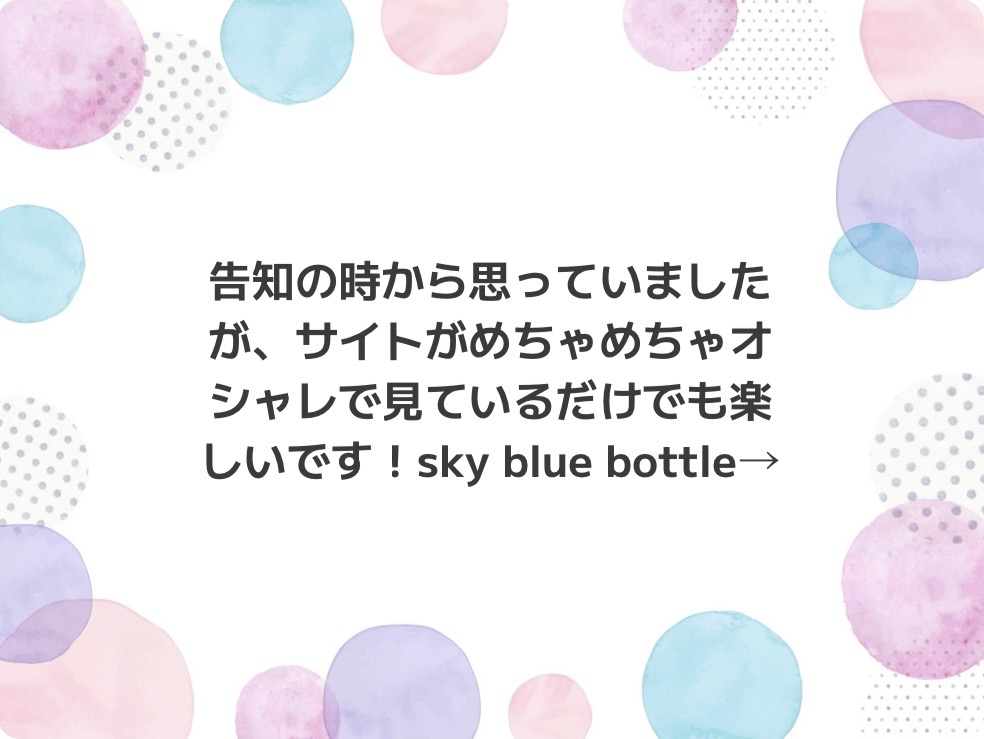 告知の時から思っていました
が、サイトがめちゃめちゃオ
シャレで見ているだけでも楽
しいです！sky blue bottle→